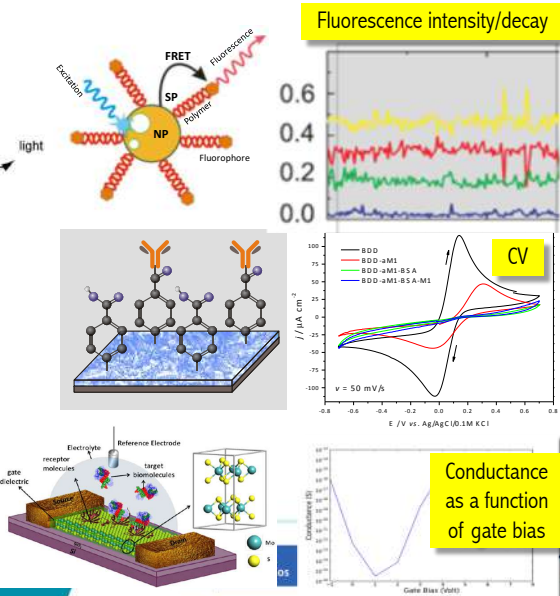 Fluorescence intensity/decay
FRET
Fluorescence
Excitation
SP
Polymer
NP
Fluorophore
light
0.6
0.4
0.2
0.0
CV
BDD
BDD-aM1
BDD-aM1-BSA
BDD-aM1-BSA-M1
100
75
50
25
0
-25
-50
-75
-100
j / µA cm⁻²
v = 50 mV/s
-0.8 -0.6 -0.4 -0.2 0.0 0.2 0.4 0.6 0.8
E /V vs. Ag/AgCl/0.1M KCl
Electrolyte
Reference Electrode
receptor
molecules
target
biomolecules
gate
dielectric
Source
Drain
Mo
S
OS
Conductance
as a function
of gate bias
Conductance (S)
Gate Bias (Volt)